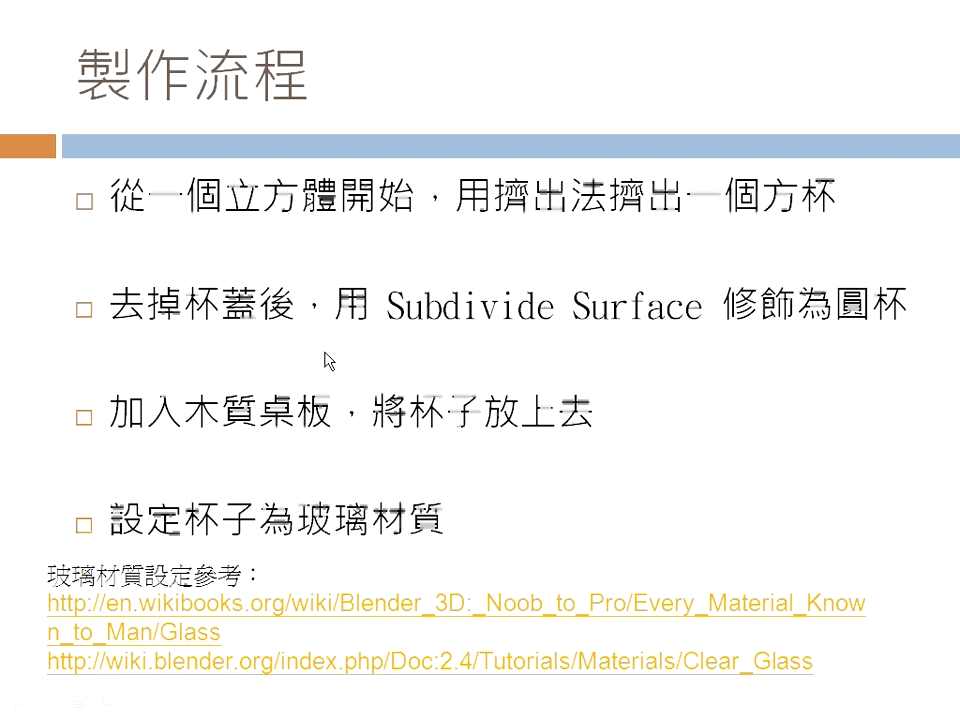 製作流程
從一個立方體開始，用擠出法擠出一個方杯
去掉杯蓋後，用 Subdivide Surface 修飾為圓杯
加入木質桌板，將杯子放上去
設定杯子為玻璃材質
玻璃材質設定參考：
http://en.wikibooks.org/wiki/Blender_3D:_Noob_to_Pro/Every_Material_Know
n_to_Man/Glass
http://wiki.blender.org/index.php/Doc:2.4/Tutorials/Materials/Clear_Glass